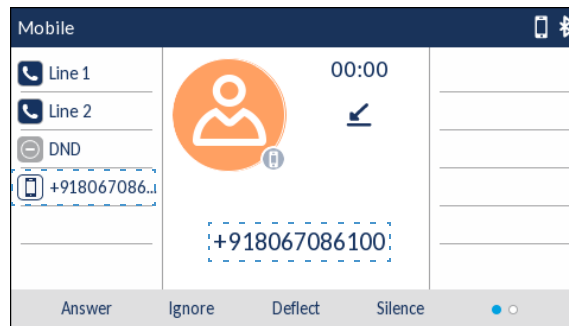 Mobile
Line 1
Line 2
DND
+918067086..
00:00
+918067086100
Answer Ignore Deflect Silence